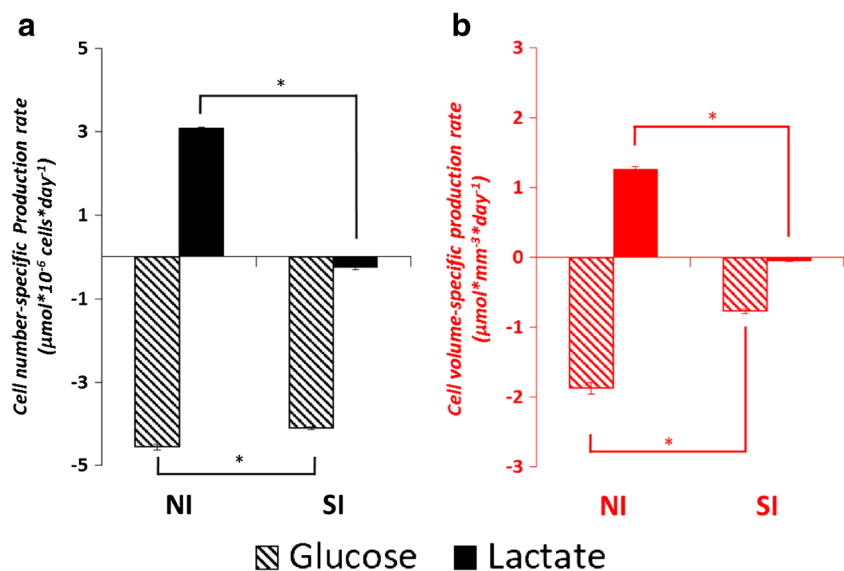 a
Cell number-specific Production rate
(µmol*10⁻⁶ cells*day⁻¹)
5
3
1
-1
-3
-5
*
*
NI
SI
b
Cell volume-specific production rate
(µmol*mm⁻³*day⁻¹)
3
2
1
0
-1
-2
-3
*
*
NI
SI
Glucose
Lactate